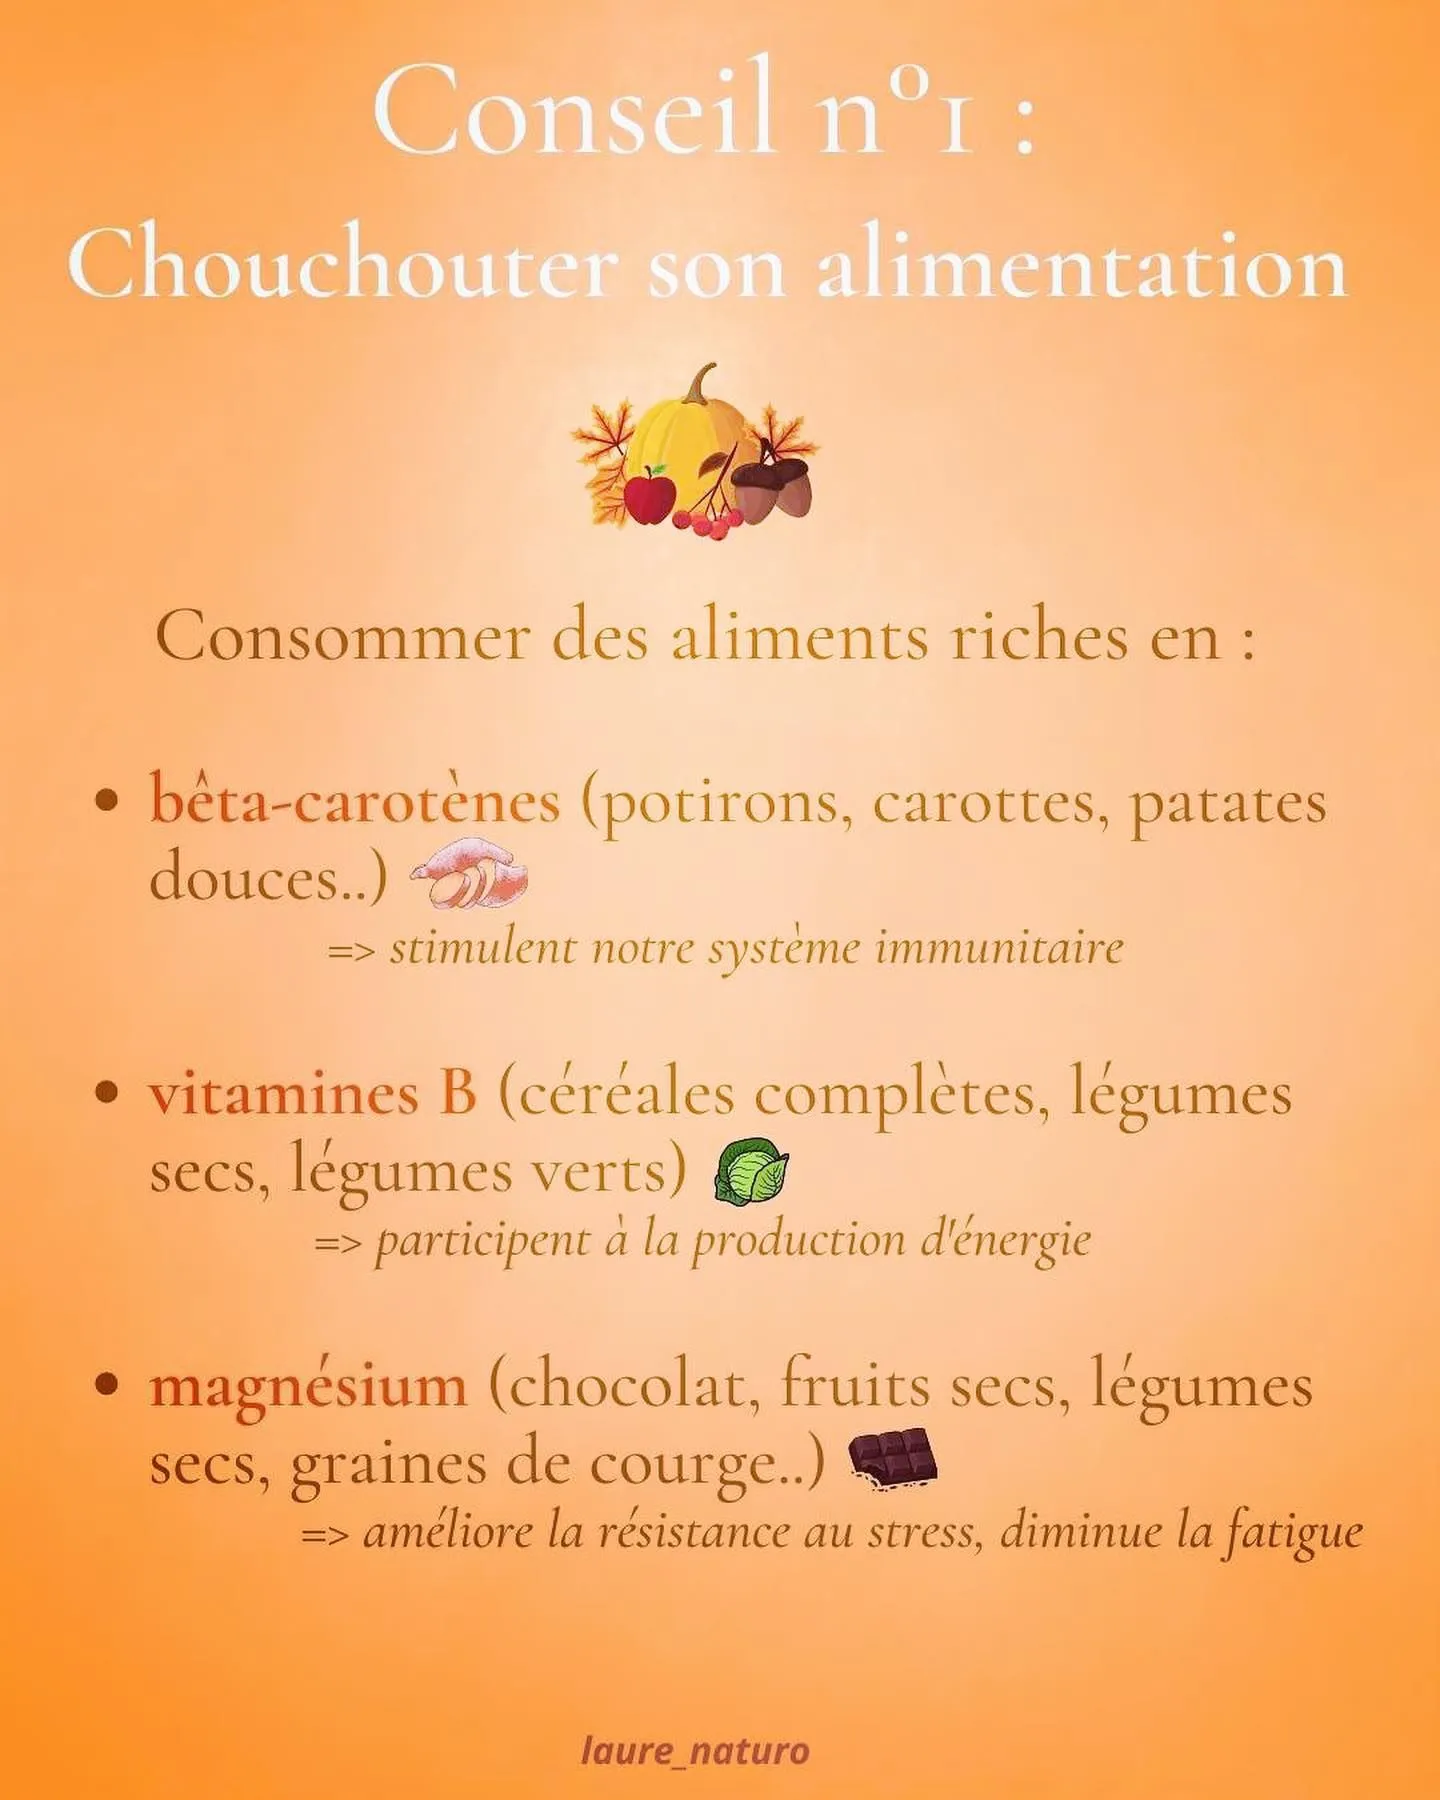 Conseil n°1 :
Chouchouter son alimentation
Consommer des aliments riches en :
• bêta-carotènes (potirons, carottes, patates
douces..)
=> stimulent notre système immunitaire
• vitamines B (céréales complètes, légumes
secs, légumes verts)
=> participent à la production d'énergie
• magnésium (chocolat, fruits secs, légumes
secs, graines de courge..)
=> améliore la résistance au stress, diminue la fatigue
laure_naturo